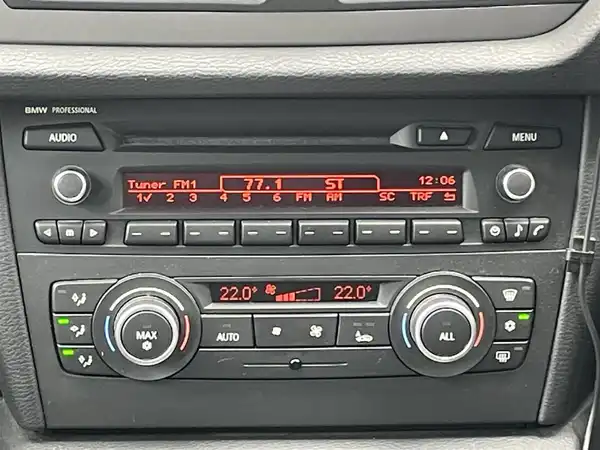 BMW PROFESSIONAL
AUDIO
MENU
Tuner FM1 77.1 ST 12:06
1✓ 2 3 4 5 6 FM AM SC TRF
22.0° 22.0°
MAX
AUTO
ALL